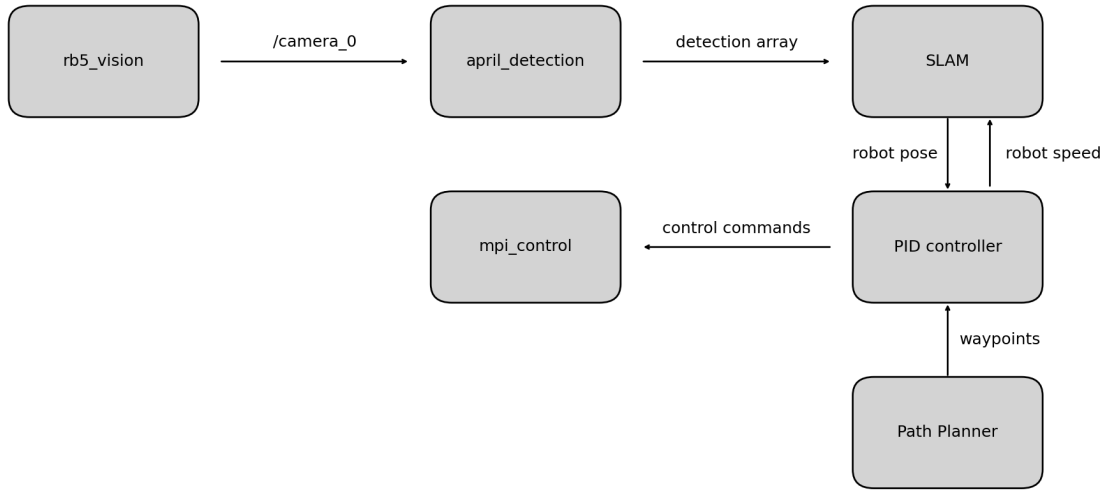 rb5_vision
/camera_0
april_detection
detection array
SLAM
robot pose
robot speed
mpi_control
control commands
PID controller
waypoints
Path Planner